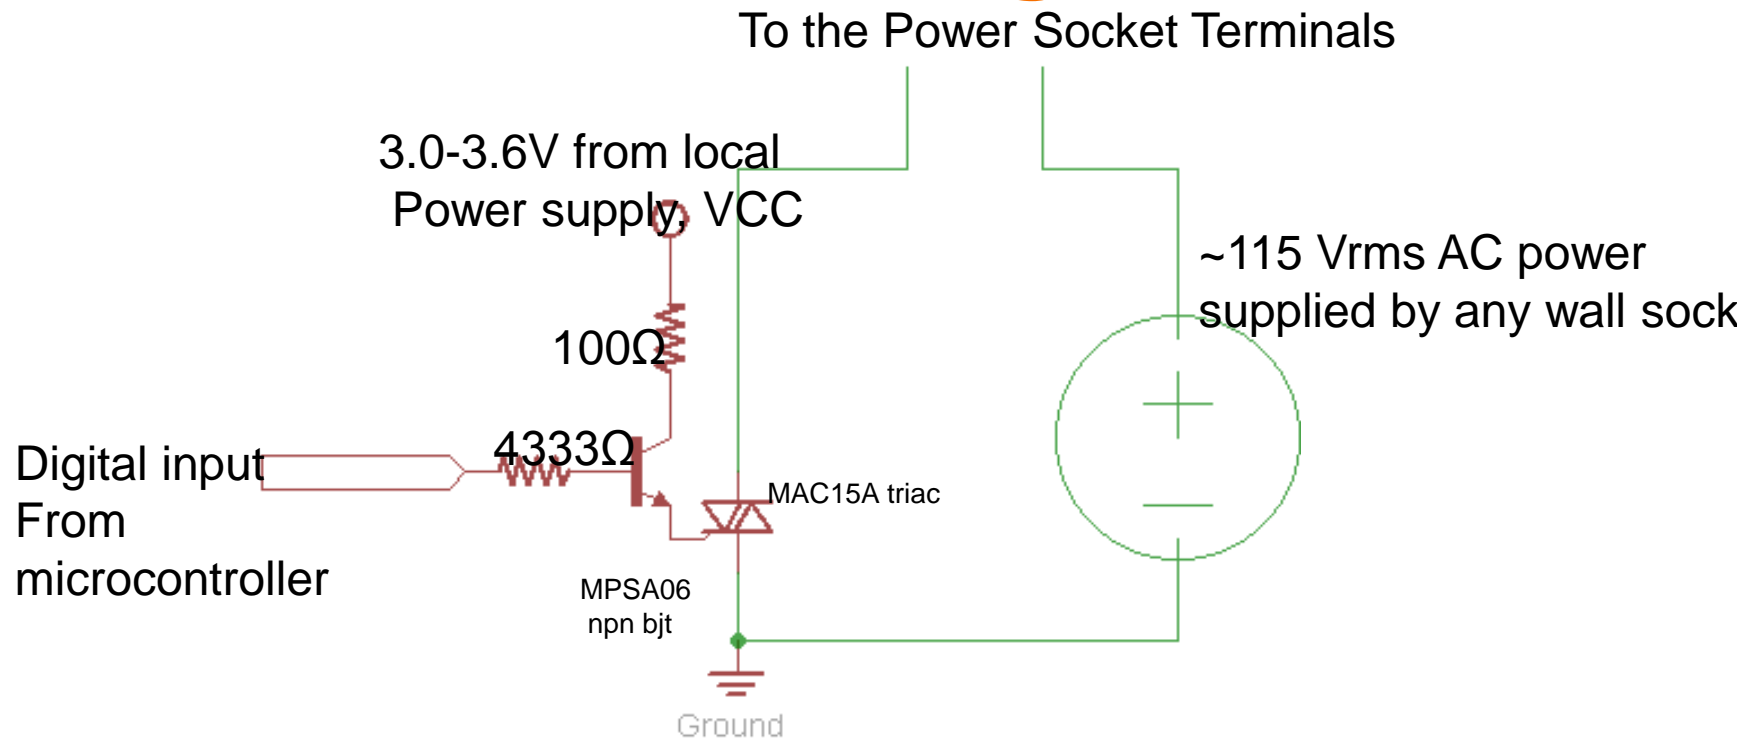 To the Power Socket Terminals
3.0-3.6V from local
Power supply, VCC
~115 Vrms AC power
supplied by any wall sock
100Ω
4333Ω
Digital input
From
microcontroller
MAC15A triac
MPSA06
npn bjt
Ground